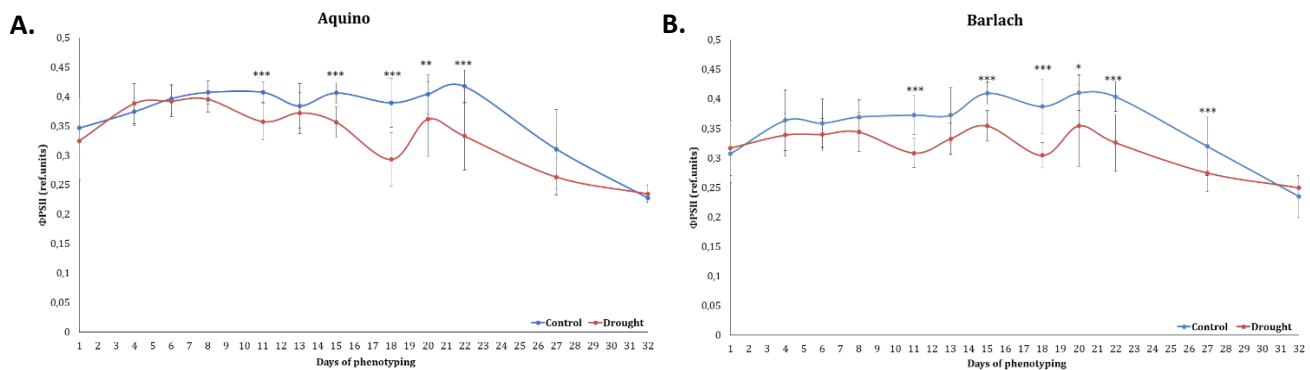 A.
Aquino
0,5
0,45
0,4
0,35
0,3
0,25
0,2
0,15
0,1
0,05
0
ΦPSII (ref.units)
*** *** *** ** ***
Control Drought
1 2 3 4 5 6 7 8 9 10 11 12 13 14 15 16 17 18 19 20 21 22 23 24 25 26 27 28 29 30 31 32
Days of phenotyping
B.
Barlach
0,5
0,45
0,4
0,35
0,3
0,25
0,2
0,15
0,1
0,05
0
ΦPSII (ref.units)
*** *** *** * *** ***
Control Drought
1 2 3 4 5 6 7 8 9 10 11 12 13 14 15 16 17 18 19 20 21 22 23 24 25 26 27 28 29 30 31 32
Days of phenotyping